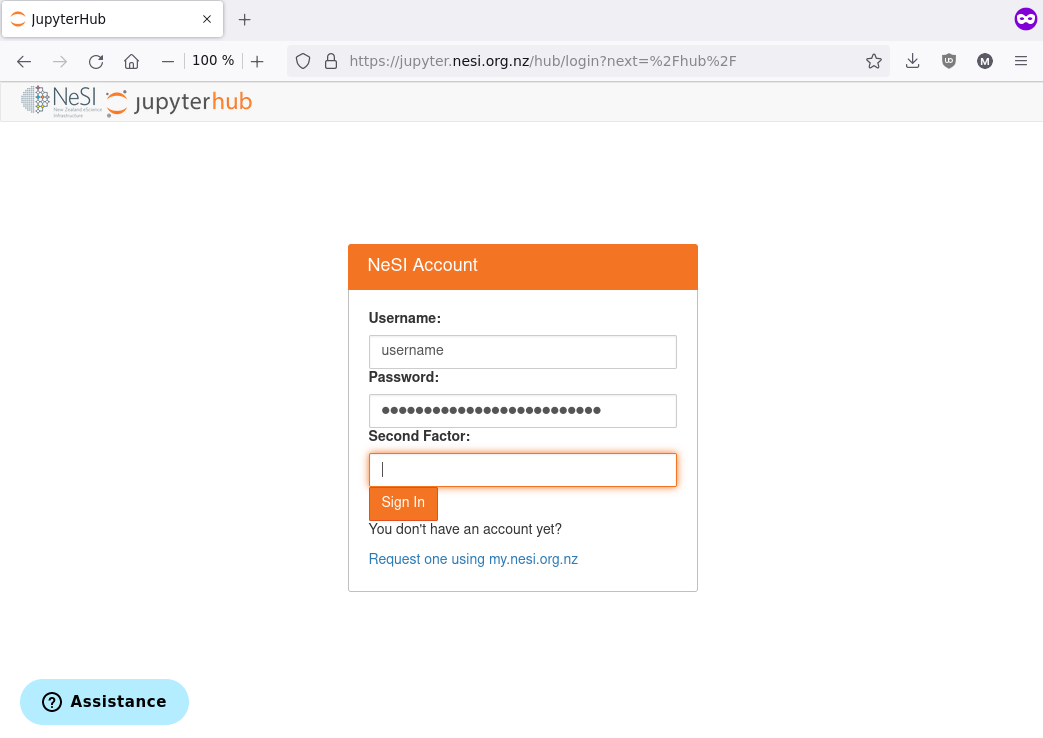 JupyterHub
100 %
https://jupyter.nesi.org.nz/hub/login?next=%2Fhub%2F
UD
M
NeSI
New Zealand eScience
Infrastructure
jupyterhub
NeSI Account
Username:
username
Password:
Second Factor:
Sign In
You don't have an account yet?
Request one using my.nesi.org.nz
? Assistance